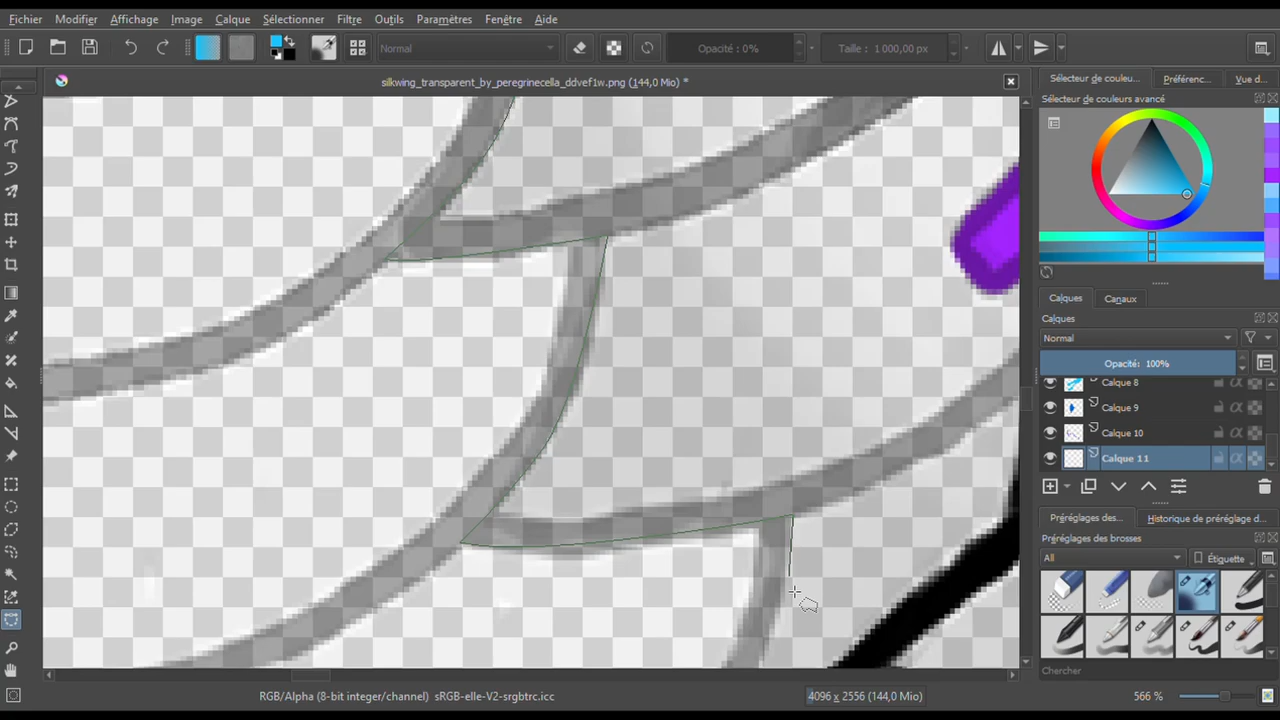 Fichier Modifier Affichage Image Calque Sélectionner Filtre Outils Paramètres Fenêtre Aide
Normal Opacité : 0% Taille : 1 000,00 px
silkwing_transparent_by_peregrinecella_ddvef1w.png (144,0 Mio) *
Sélecteur de couleu... Préférenc... Vue d...
Sélecteur de couleurs avancé
Calques Canaux
Calques
Normal
Opacité: 100%
Calque 8
Calque 9
Calque 10
Calque 11
Préréglages des... Historique de préréglage d...
Préréglages des brosses
All Étiquette
Chercher
RGB/Alpha (8-bit integer/channel) sRGB-elle-V2-srgbtrc.icc 4096 x 2556 (144,0 Mio) 566 %